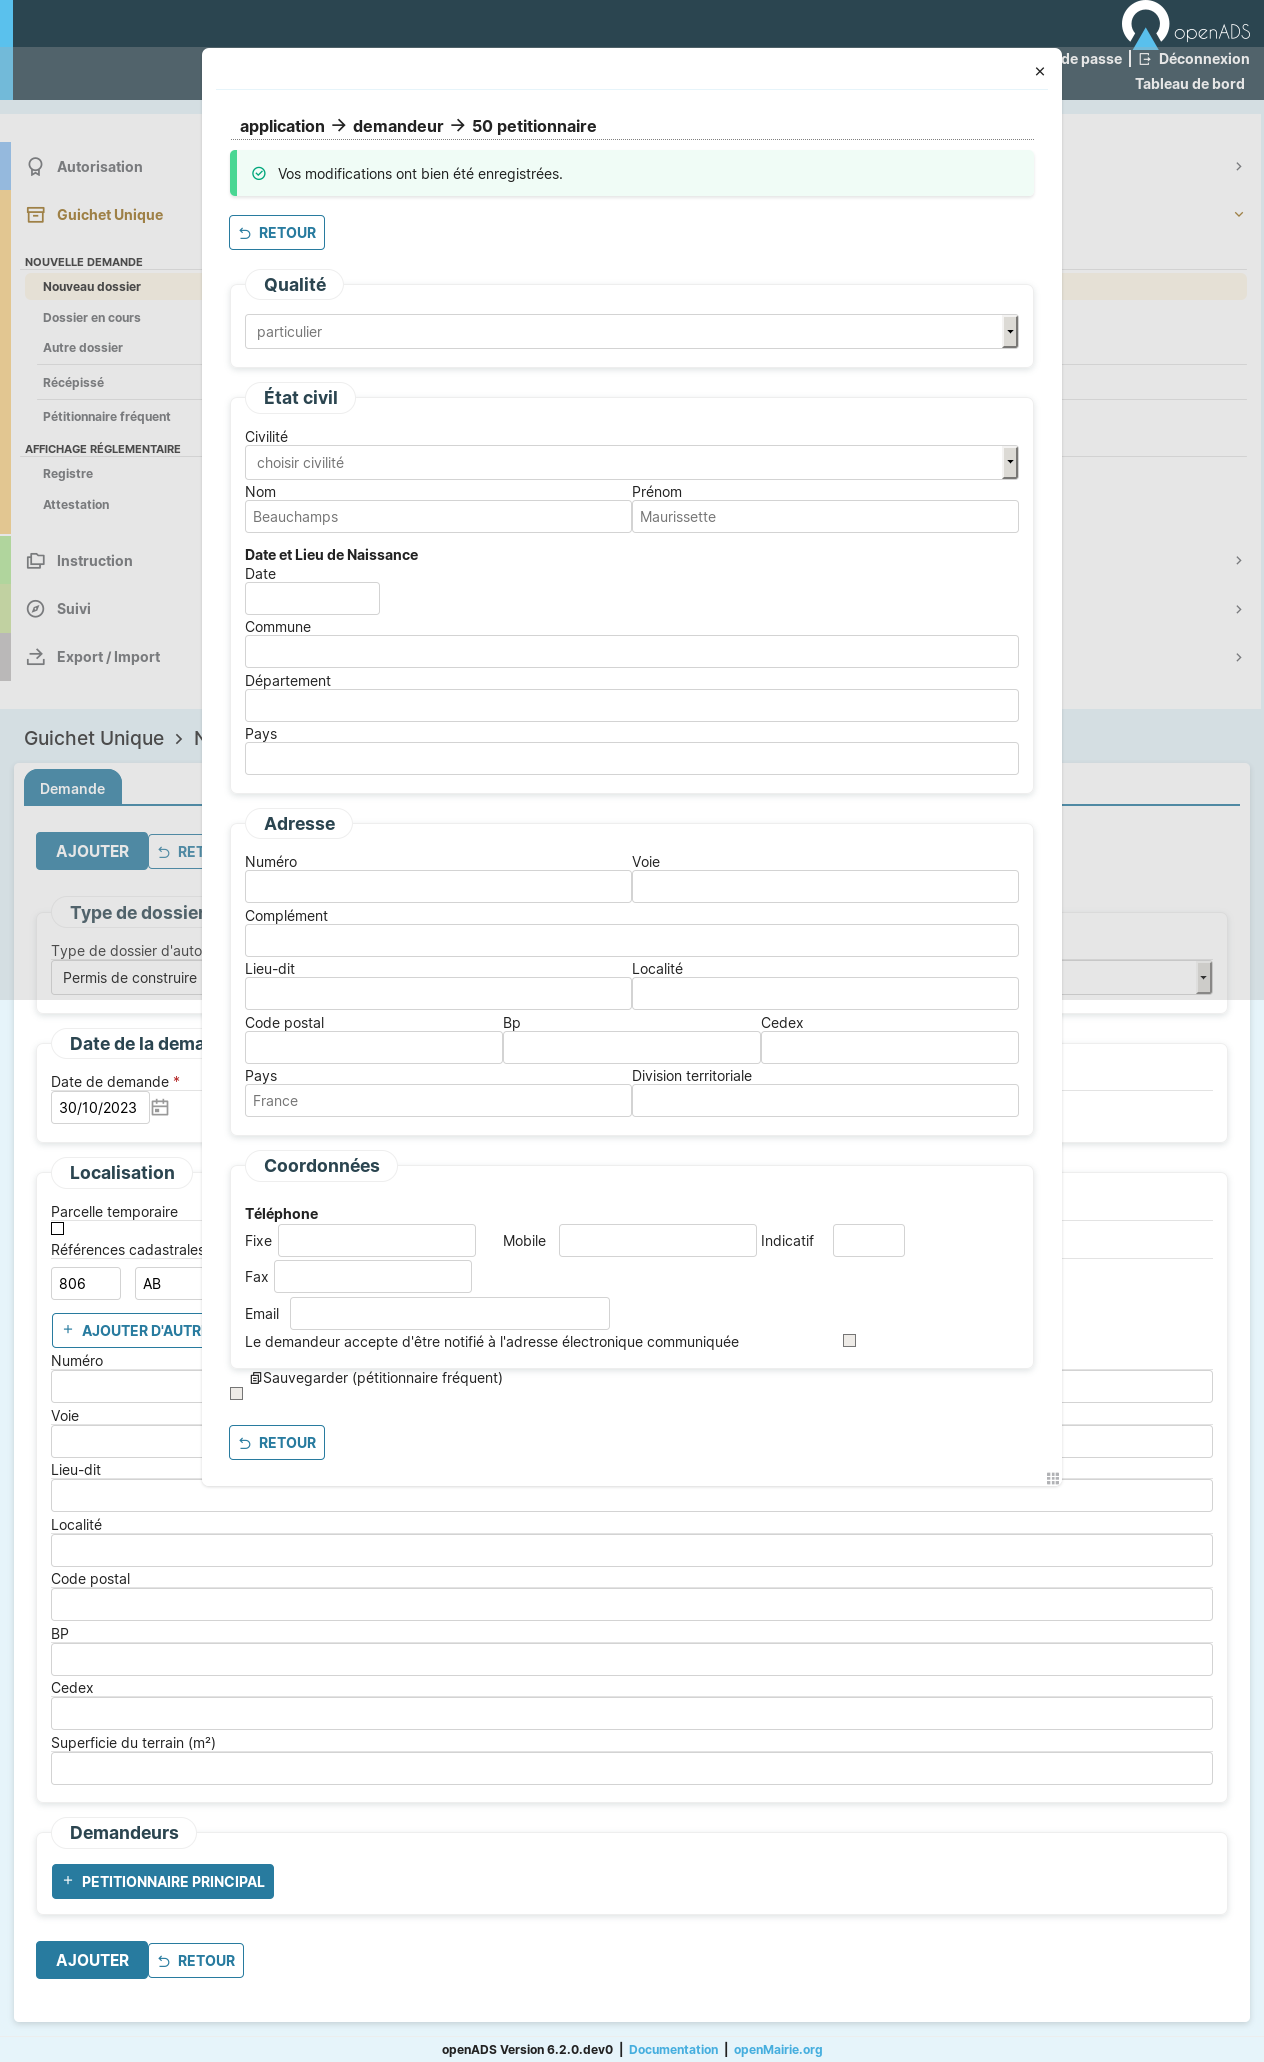 openADS
de passe | Déconnexion
Tableau de bord
Autorisation
Guichet Unique
NOUVELLE DEMANDE
Nouveau dossier
Dossier en cours
Autre dossier
Récépissé
Pétitionnaire fréquent
AFFICHAGE RÉGLEMENTAIRE
Registre
Attestation
Instruction
Suivi
Export / Import
Guichet Unique > N
Demande
AJOUTER RET
Type de dossier
Type de dossier d'auto
Permis de construire
Date de la dema
Date de demande *
30/10/2023
Localisation
Parcelle temporaire
Références cadastrales
806 AB
+ AJOUTER D'AUTR
Numéro
Voie
Lieu-dit
Localité
Code postal
BP
Cedex
Superficie du terrain (m²)
Demandeurs
+ PETITIONNAIRE PRINCIPAL
AJOUTER RETOUR
×
application → demandeur → 50 petitionnaire
Vos modifications ont bien été enregistrées.
RETOUR
Qualité
particulier
État civil
Civilité
choisir civilité
Nom Prénom
Beauchamps Maurissette
Date et Lieu de Naissance
Date
Commune
Département
Pays
Adresse
Numéro Voie
Complément
Lieu-dit Localité
Code postal Bp Cedex
Pays Division territoriale
France
Coordonnées
Téléphone
Fixe Mobile Indicatif
Fax
Email
Le demandeur accepte d'être notifié à l'adresse électronique communiquée
Sauvegarder (pétitionnaire fréquent)
RETOUR
openADS Version 6.2.0.dev0 | Documentation | openMairie.org